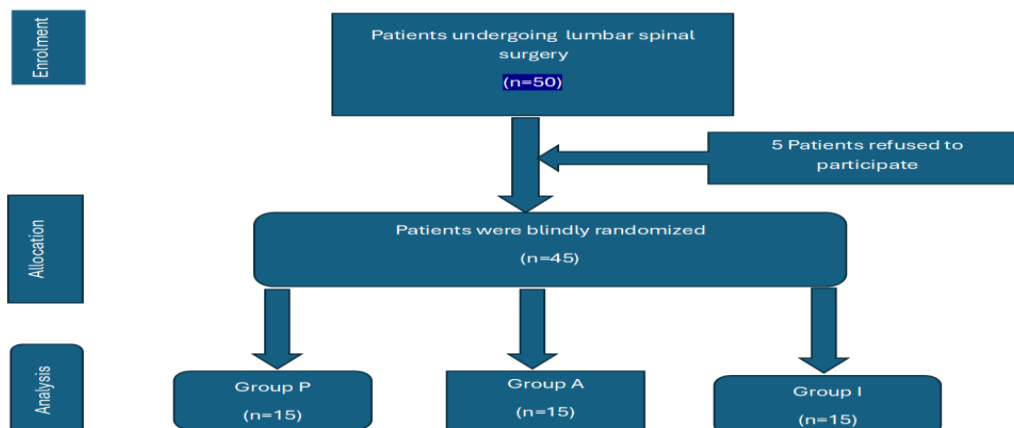 Enrolment
Patients undergoing lumbar spinal
surgery
(n=50)
5 Patients refused to
participate
Allocation
Patients were blindly randomized
(n=45)
Analysis
Group P
(n=15)
Group A
(n=15)
Group I
(n=15)